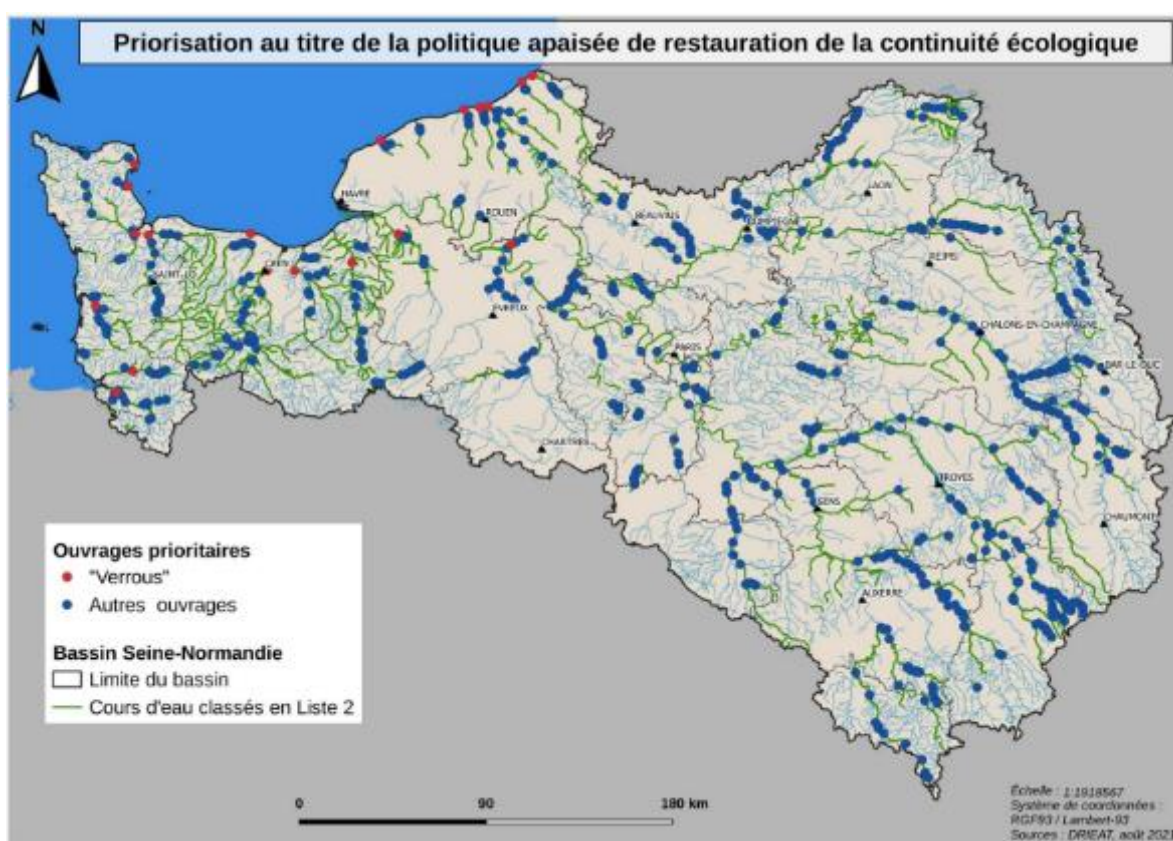 Priorisation au titre de la politique apaisée de restauration de la continuité écologique
N
HAVRE
ROUEN
BEAUVAIS
COMPIEGNE
LAON
REIMS
CAEN
SAINT-LO
EVREUX
PARIS
CHALONS-EN-CHAMPAGNE
BAR-LE-DUC
CHARTRES
TROYES
SENS
CHAUMONT
AUXERRE
Ouvrages prioritaires
"Verrous"
Autres ouvrages
Bassin Seine-Normandie
Limite du bassin
Cours d'eau classés en Liste 2
0 90 180 km
Échelle : 1:1918567
Système de coordonnées :
RGF93 / Lambert-93
Sources : DRIEAT, août 2021